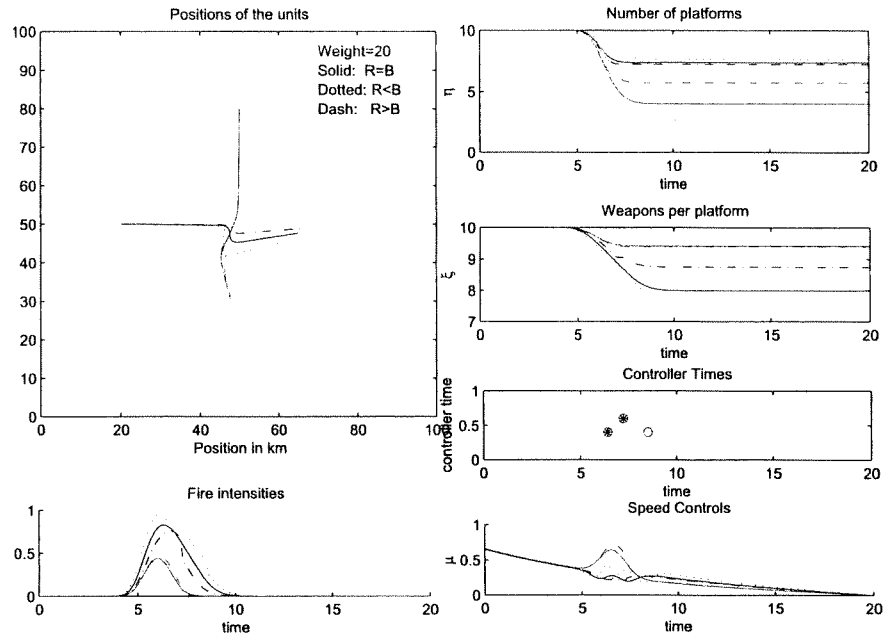 Positions of the units
100
90
80
70
60
50
40
30
20
10
0
Weight=20
Solid: R=B
Dotted: R<B
Dash: R>B
0 20 40 60 80 100
Position in km
Number of platforms
10
5
0
η
0 5 10 15 20
time
Weapons per platform
10
9
8
7
ξ
0 5 10 15 20
time
Controller Times
1
0.5
0
controller time
0 5 10 15 20
time
Fire intensities
1
0.5
0
0 5 10 15 20
time
Speed Controls
1
0.5
0
μ
0 5 10 15 20
time